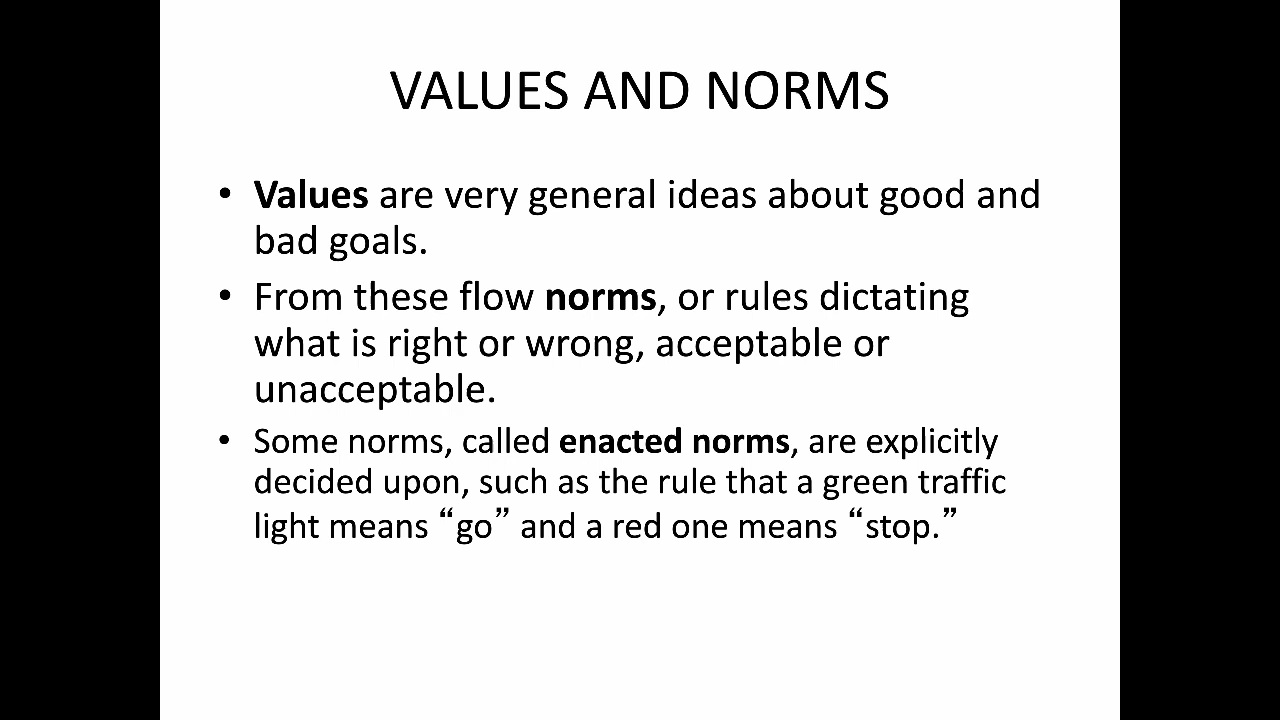 VALUES AND NORMS
• Values are very general ideas about good and
bad goals.
• From these flow norms, or rules dictating
what is right or wrong, acceptable or
unacceptable.
• Some norms, called enacted norms, are explicitly
decided upon, such as the rule that a green traffic
light means “go” and a red one means “stop.”